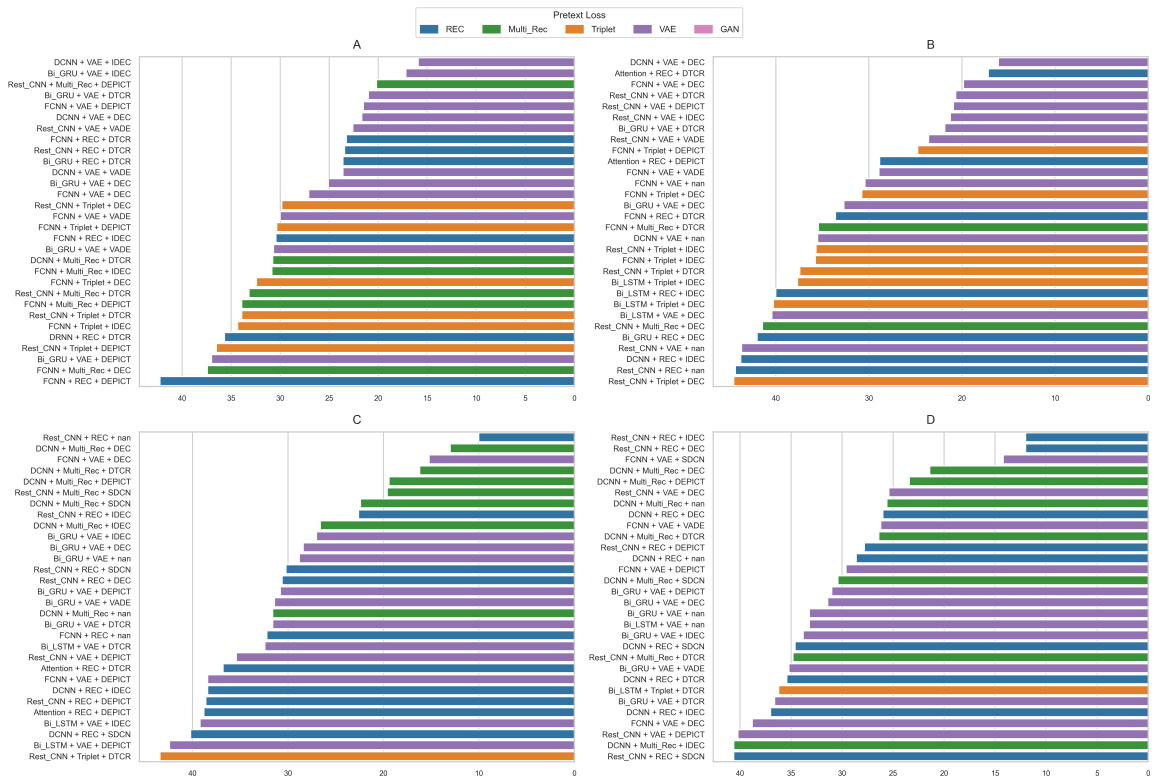 Pretext Loss
REC Multi_Rec Triplet VAE GAN
A
DCNN + VAE + IDEC
Bi_GRU + VAE + IDEC
Rest_CNN + Multi_Rec + DEPICT
Bi_GRU + VAE + DTCR
FCNN + VAE + DEPICT
DCNN + VAE + DEC
Rest_CNN + VAE + VADE
FCNN + REC + DTCR
Rest_CNN + REC + DTCR
Bi_GRU + REC + DTCR
DCNN + VAE + VADE
Bi_GRU + VAE + DEC
FCNN + VAE + DEC
Rest_CNN + Triplet + DEC
FCNN + VAE + VADE
FCNN + Triplet + DEPICT
FCNN + REC + IDEC
Bi_GRU + VAE + VADE
DCNN + Multi_Rec + DTCR
FCNN + Multi_Rec + IDEC
FCNN + Triplet + DEC
Rest_CNN + Multi_Rec + DTCR
FCNN + Multi_Rec + DEPICT
Rest_CNN + Triplet + DTCR
FCNN + Triplet + IDEC
DRNN + REC + DTCR
Rest_CNN + Triplet + DEPICT
Bi_GRU + VAE + DEPICT
FCNN + Multi_Rec + DEC
FCNN + REC + DEPICT
40 35 30 25 20 15 10 5 0
B
DCNN + VAE + DEC
Attention + REC + DTCR
FCNN + VAE + DEC
Rest_CNN + VAE + DTCR
Rest_CNN + VAE + DEPICT
Rest_CNN + VAE + IDEC
Bi_GRU + VAE + DTCR
Rest_CNN + VAE + VADE
FCNN + Triplet + DEPICT
Attention + REC + DEPICT
FCNN + VAE + VADE
FCNN + VAE + nan
FCNN + Triplet + DEC
Bi_GRU + VAE + DEC
FCNN + REC + DTCR
FCNN + Multi_Rec + DTCR
DCNN + VAE + nan
Rest_CNN + Triplet + IDEC
FCNN + Triplet + IDEC
Rest_CNN + Triplet + DTCR
Bi_LSTM + Triplet + IDEC
Bi_LSTM + REC + IDEC
Bi_LSTM + Triplet + DEC
Bi_LSTM + VAE + DEC
Rest_CNN + Multi_Rec + DEC
Bi_GRU + REC + DEC
Rest_CNN + VAE + nan
DCNN + REC + IDEC
Rest_CNN + REC + nan
Rest_CNN + Triplet + DEC
40 30 20 10 0
C
Rest_CNN + REC + nan
DCNN + Multi_Rec + DEC
FCNN + VAE + DEC
DCNN + Multi_Rec + DTCR
DCNN + Multi_Rec + DEPICT
Rest_CNN + Multi_Rec + SDCN
DCNN + Multi_Rec + SDCN
Rest_CNN + REC + IDEC
DCNN + Multi_Rec + IDEC
Bi_GRU + VAE + IDEC
Bi_GRU + VAE + DEC
Bi_GRU + VAE + nan
Rest_CNN + REC + SDCN
Rest_CNN + REC + DEC
Bi_GRU + VAE + DEPICT
Bi_GRU + VAE + VADE
DCNN + Multi_Rec + nan
Bi_GRU + VAE + DTCR
FCNN + REC + nan
Bi_LSTM + VAE + DTCR
Rest_CNN + VAE + DEPICT
Attention + REC + DTCR
FCNN + VAE + DEPICT
DCNN + REC + IDEC
Rest_CNN + REC + DEPICT
Attention + REC + DEPICT
Bi_LSTM + VAE + IDEC
DCNN + REC + SDCN
Bi_LSTM + VAE + DEPICT
Rest_CNN + Triplet + DTCR
40 30 20 10 0
D
Rest_CNN + REC + IDEC
Rest_CNN + REC + DEC
FCNN + VAE + SDCN
DCNN + Multi_Rec + DEC
DCNN + Multi_Rec + DEPICT
Rest_CNN + VAE + DEC
DCNN + Multi_Rec + nan
DCNN + REC + DEC
FCNN + VAE + VADE
DCNN + Multi_Rec + DTCR
Rest_CNN + REC + DEPICT
DCNN + REC + nan
FCNN + VAE + DEPICT
DCNN + Multi_Rec + SDCN
Bi_GRU + VAE + DEPICT
Bi_GRU + VAE + DEC
Bi_GRU + VAE + nan
Bi_LSTM + VAE + nan
Bi_GRU + VAE + IDEC
DCNN + REC + SDCN
Rest_CNN + Multi_Rec + DTCR
Bi_GRU + VAE + VADE
DCNN + REC + DTCR
Bi_LSTM + Triplet + DTCR
Bi_GRU + VAE + DTCR
DCNN + REC + IDEC
FCNN + VAE + DEC
Rest_CNN + VAE + DEPICT
DCNN + Multi_Rec + IDEC
Rest_CNN + REC + SDCN
40 35 30 25 20 15 10 5 0